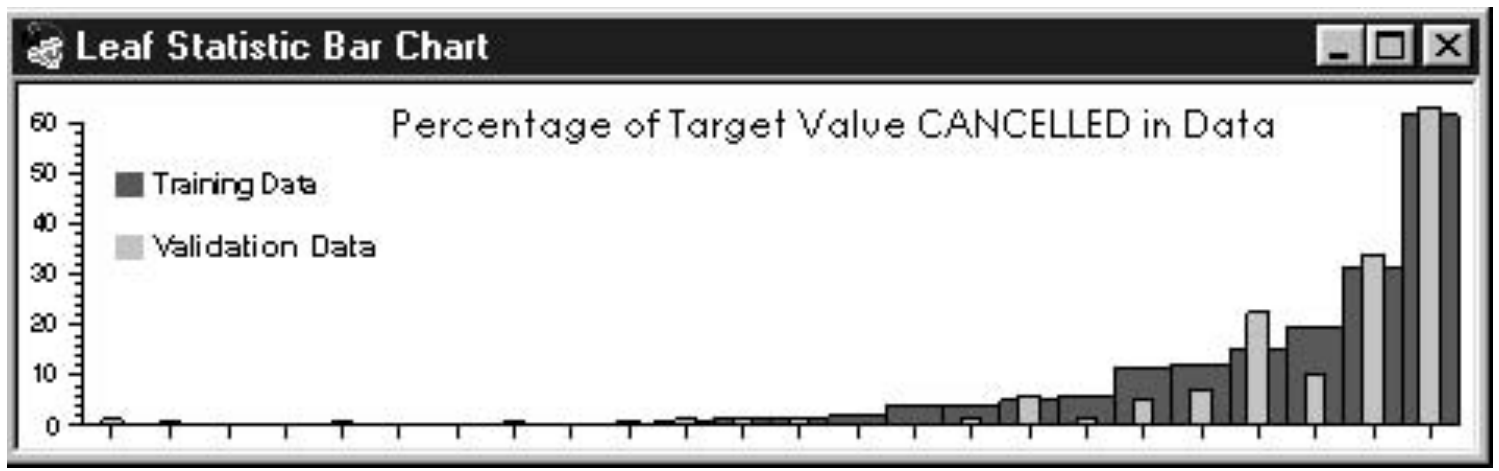 Leaf Statistic Bar Chart
Percentage of Target Value CANCELLED in Data
60
50
Training Data
40
Validation Data
30
20
10
0